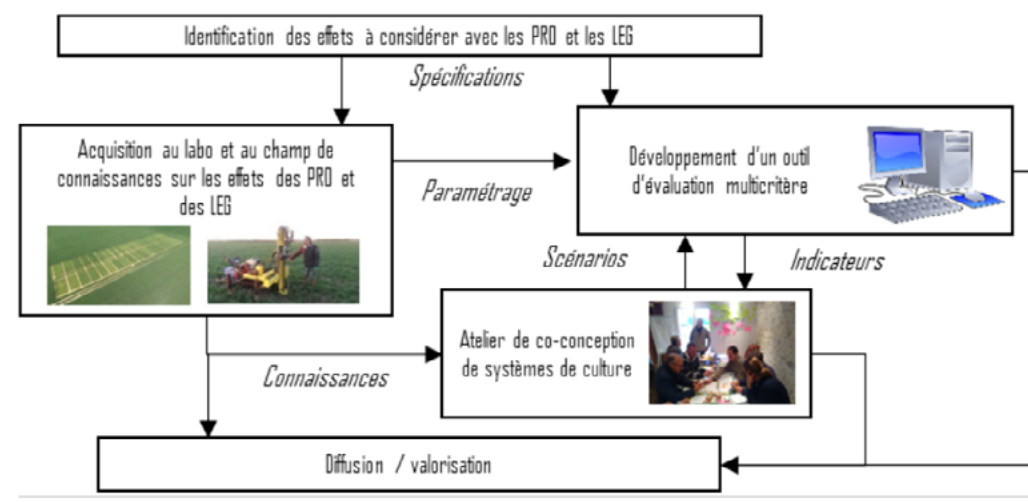 Identification des effets à considérer avec les PRO et les LEG
Spécifications
Acquisition au labo et au champ de
connaissances sur les effets des PRO et
des LEG
Paramétrage
Développement d'un outil
d'évaluation multicritère
Scénarios
Indicateurs
Atelier de co-conception
de systèmes de culture
Connaissances
Diffusion / valorisation